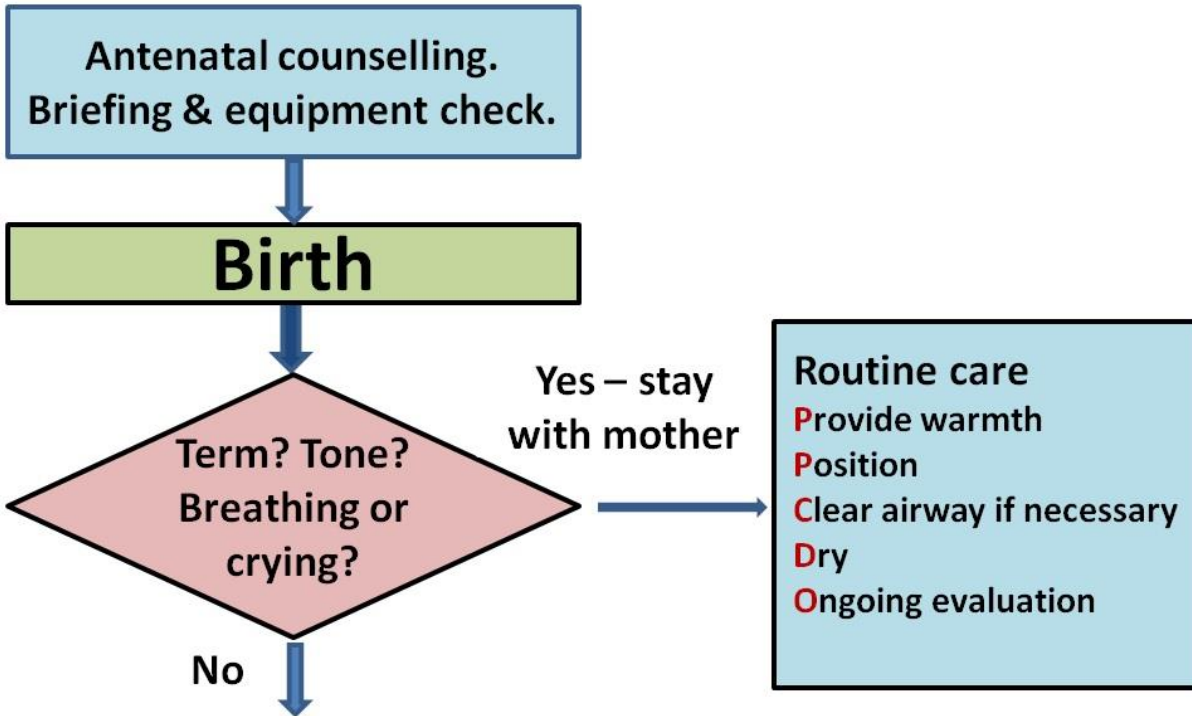 Antenatal counselling.
Briefing & equipment check.
Birth
Term? Tone?
Breathing or
crying?
Yes – stay
with mother
Routine care
Provide warmth
Position
Clear airway if necessary
Dry
Ongoing evaluation
No